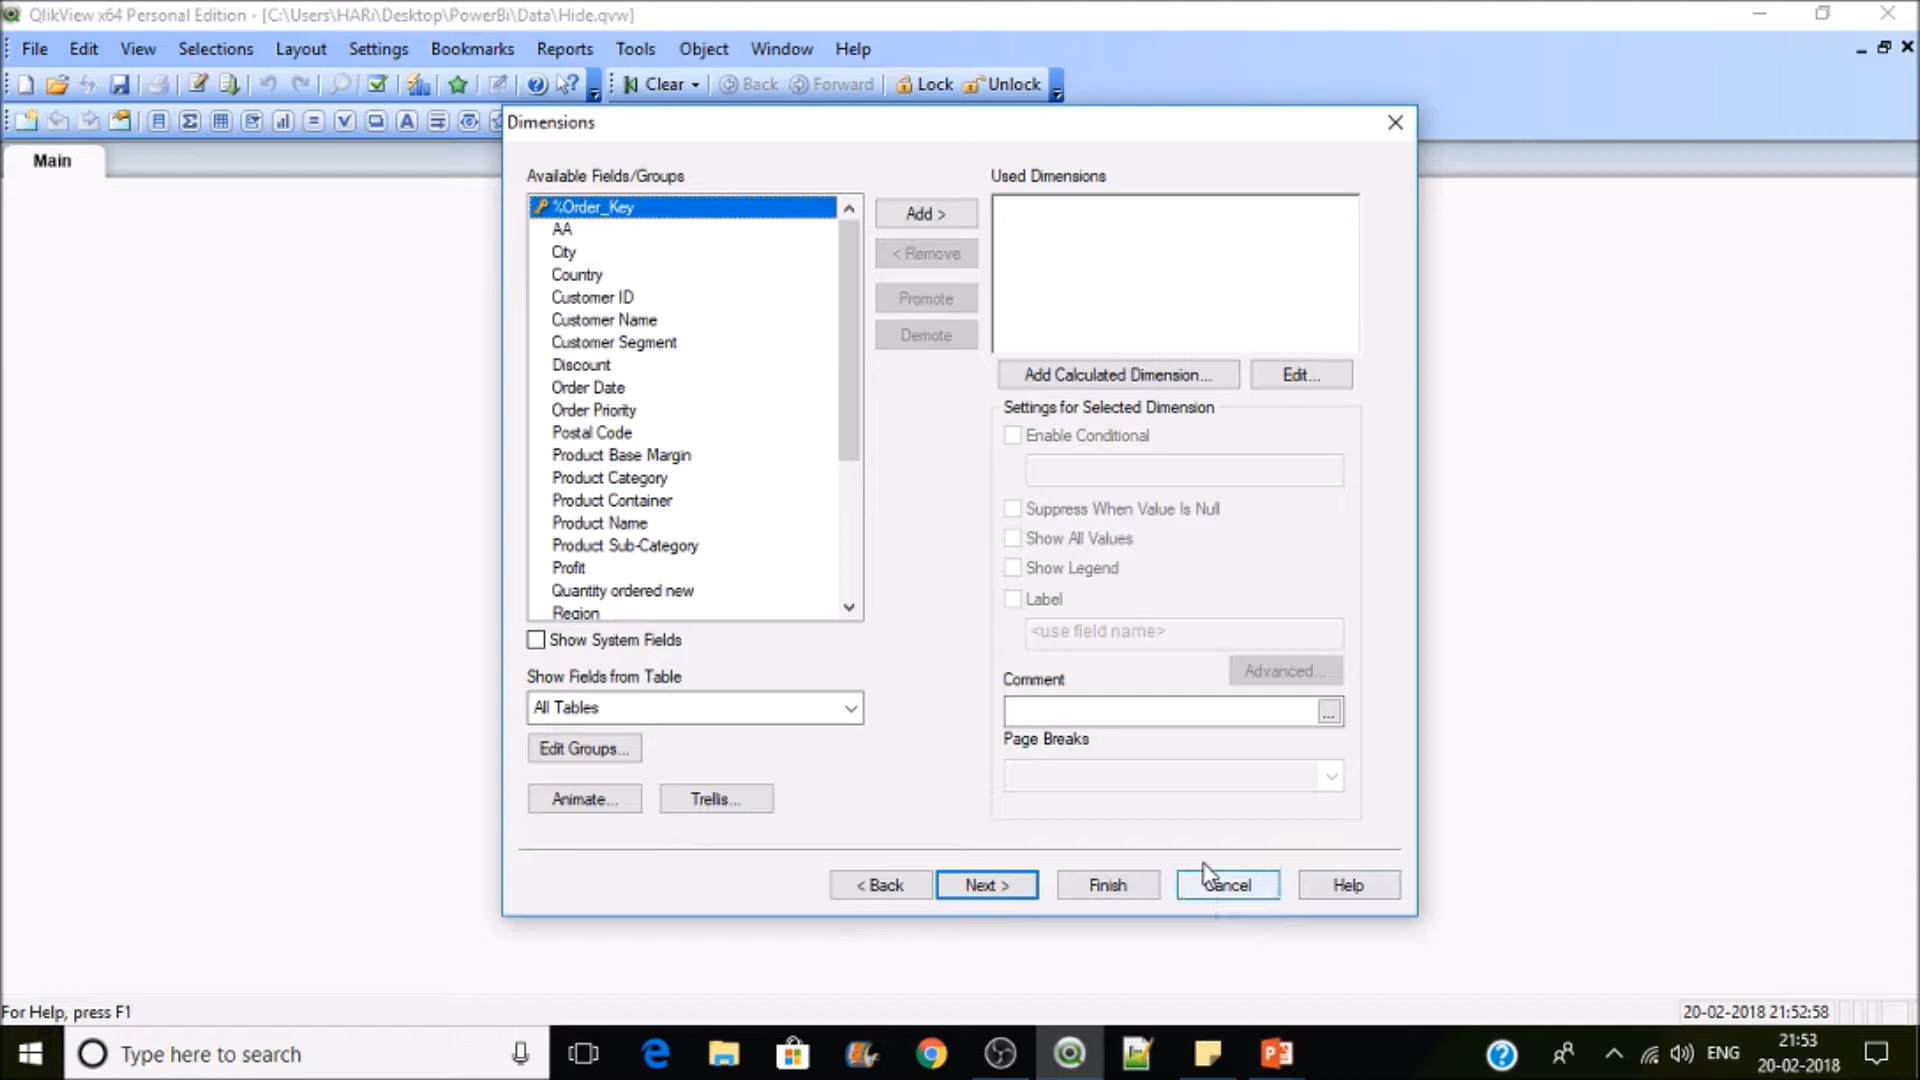 QlikView x64 Personal Edition - [C:\Users\HARi\Desktop\PowerBi\Data\Hide.qvw]
File Edit View Selections Layout Settings Bookmarks Reports Tools Object Window Help
Clear Back Forward Lock Unlock
Dimensions
Main
Available Fields/Groups
%Order_Key
AA
City
Country
Customer ID
Customer Name
Customer Segment
Discount
Order Date
Order Priority
Postal Code
Product Base Margin
Product Category
Product Container
Product Name
Product Sub-Category
Profit
Quantity ordered new
Region
Show System Fields
Show Fields from Table
All Tables
Edit Groups...
Animate... Trellis...
Add >
< Remove
Promote
Demote
Used Dimensions
Add Calculated Dimension... Edit...
Settings for Selected Dimension
Enable Conditional
Suppress When Value Is Null
Show All Values
Show Legend
Label
<use field name>
Advanced...
Comment
...
Page Breaks
< Back Next > Finish Cancel Help
For Help, press F1
20-02-2018 21:52:58
Type here to search
ENG
21:53
20-02-2018